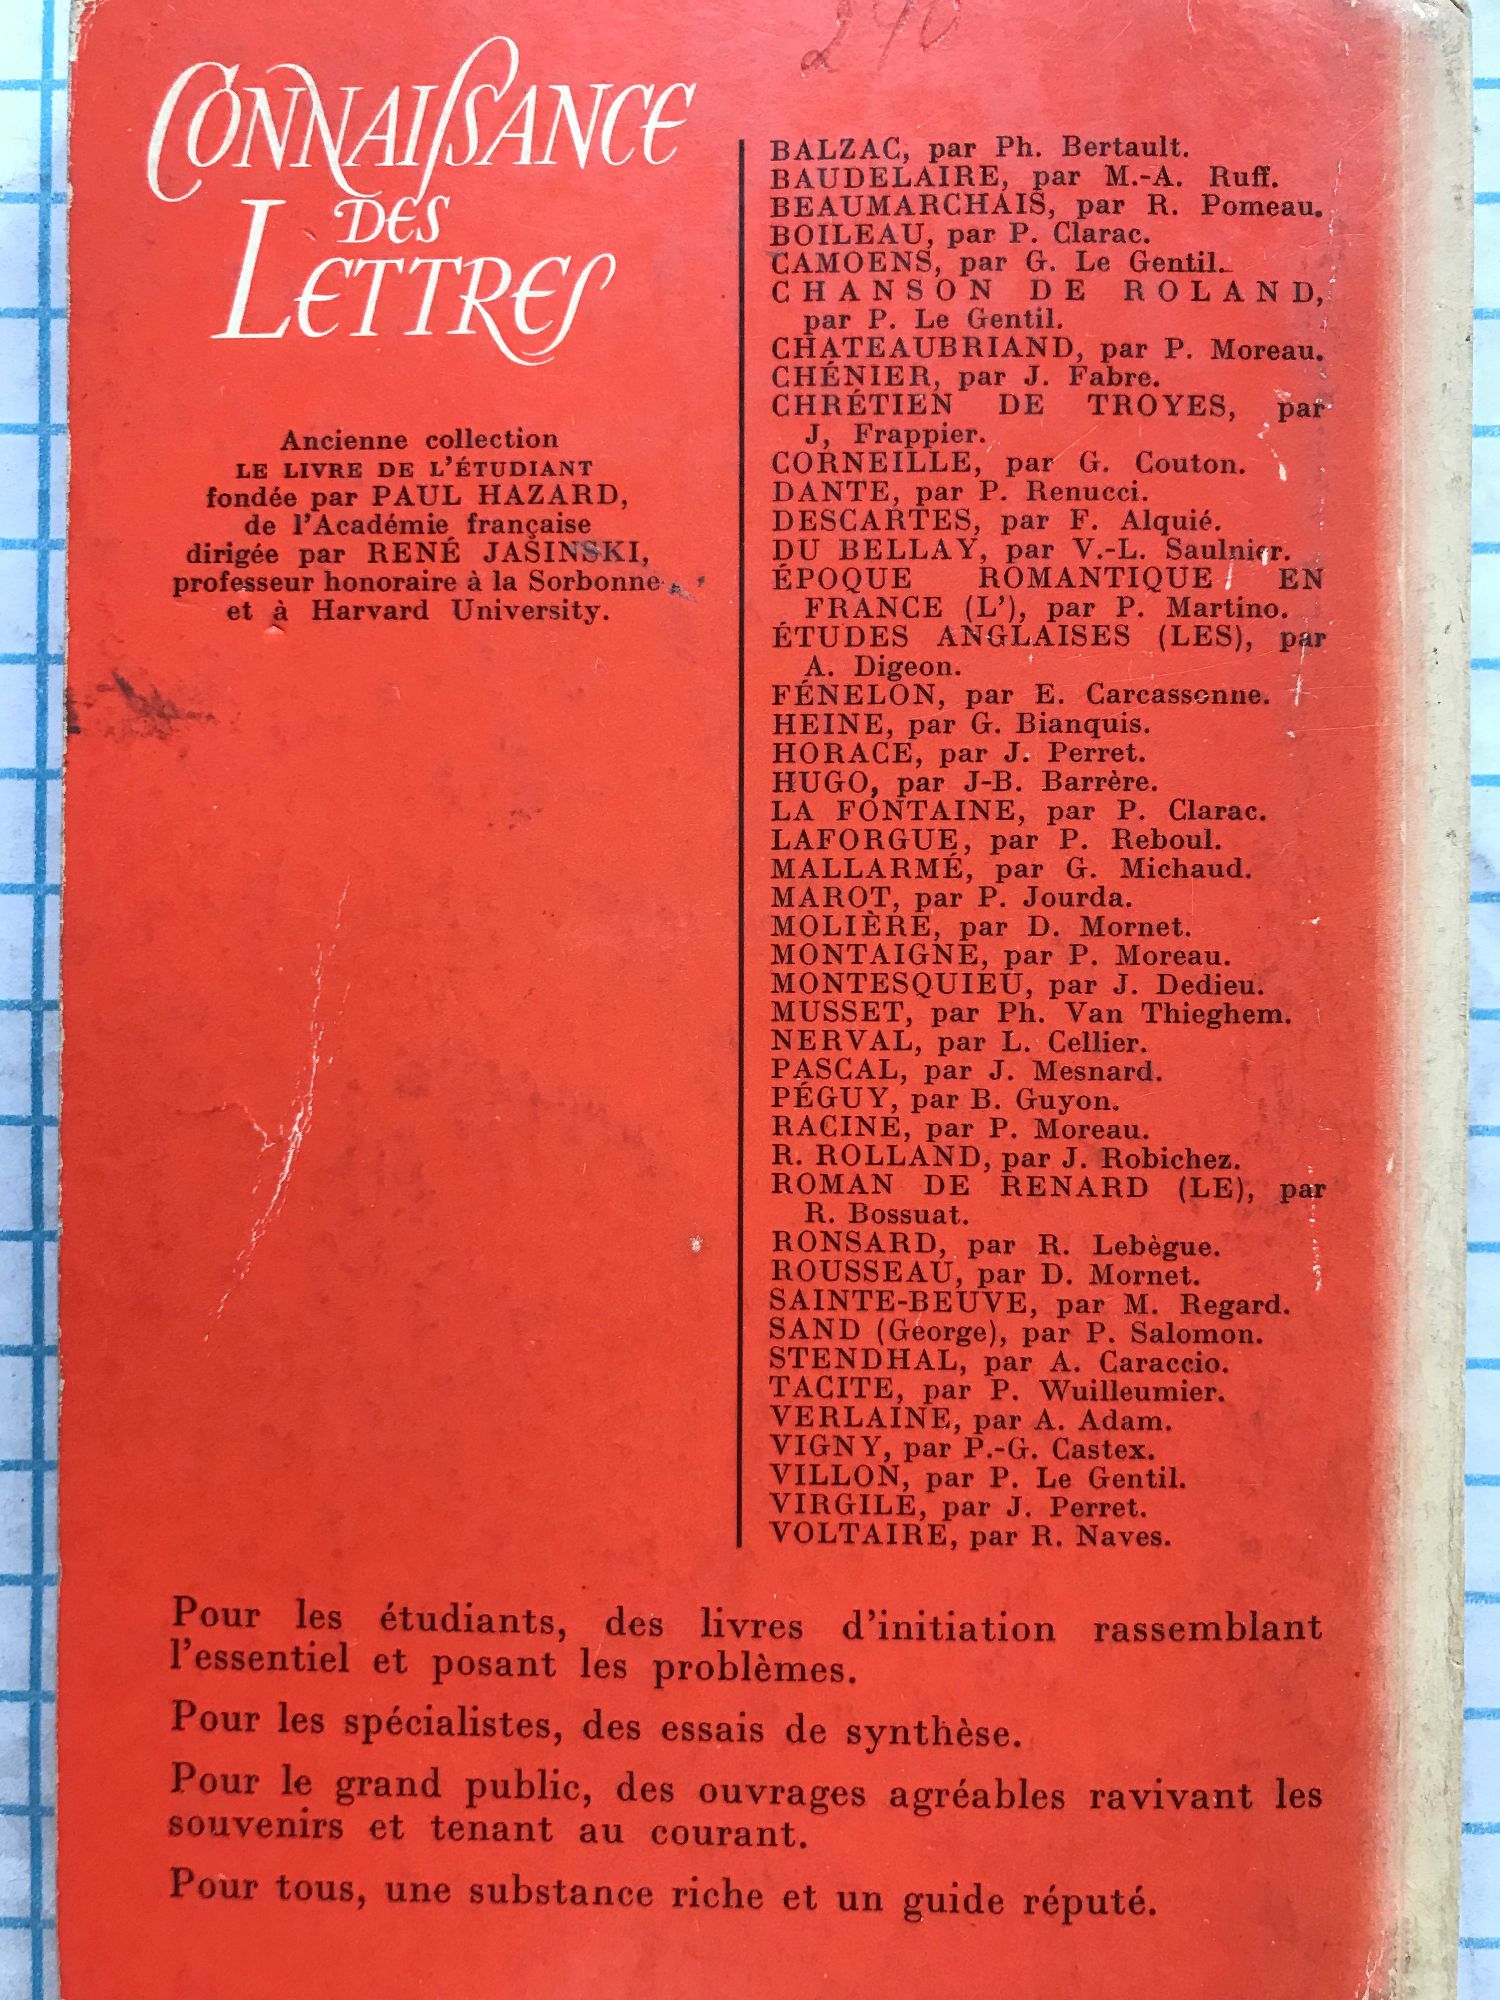 240
CONNAISSANCE
DES
LETTRES
Ancienne collection
LE LIVRE DE L'ÉTUDIANT
fondée par PAUL HAZARD,
de l'Académie française
dirigée par RENÉ JASINSKI,
professeur honoraire à la Sorbonne
et à Harvard University.
BALZAC, par Ph. Bertault.
BAUDELAIRE, par M.-A. Ruff.
BEAUMARCHAIS, par R. Pomeau.
BOILEAU, par P. Clarac.
CAMOENS, par G. Le Gentil.
CHANSON DE ROLAND,
par P. Le Gentil.
CHATEAUBRIAND, par P. Moreau.
CHÉNIER, par J. Fabre.
CHRÉTIEN DE TROYES, par
J, Frappier.
CORNEILLE, par G. Couton.
DANTE, par P. Renucci.
DESCARTES, par F. Alquié.
DU BELLAY, par V.-L. Saulnier.
ÉPOQUE ROMANTIQUE EN
FRANCE (L'), par P. Martino.
ÉTUDES ANGLAISES (LES), par
A. Digeon.
FÉNELON, par E. Carcassonne.
HEINE, par G. Bianquis.
HORACE, par J. Perret.
HUGO, par J-B. Barrère.
LA FONTAINE, par P. Clarac.
LAFORGUE, par P. Reboul.
MALLARMÉ, par G. Michaud.
MAROT, par P. Jourda.
MOLIÈRE, par D. Mornet.
MONTAIGNE, par P. Moreau.
MONTESQUIEU, par J. Dedieu.
MUSSET, par Ph. Van Thieghem.
NERVAL, par L. Cellier.
PASCAL, par J. Mesnard.
PÉGUY, par B. Guyon.
RACINE, par P. Moreau.
R. ROLLAND, par J. Robichez.
ROMAN DE RENARD (LE), par
R. Bossuat.
RONSARD, par R. Lebègue.
ROUSSEAU, par D. Mornet.
SAINTE-BEUVE, par M. Regard.
SAND (George), par P. Salomon.
STENDHAL, par A. Caraccio.
TACITE, par P. Wuilleumier.
VERLAINE, par A. Adam.
VIGNY, par P.-G. Castex.
VILLON, par P. Le Gentil.
VIRGILE, par J. Perret.
VOLTAIRE, par R. Naves.
Pour les étudiants, des livres d'initiation rassemblant
l'essentiel et posant les problèmes.
Pour les spécialistes, des essais de synthèse.
Pour le grand public, des ouvrages agréables ravivant les
souvenirs et tenant au courant.
Pour tous, une substance riche et un guide réputé.